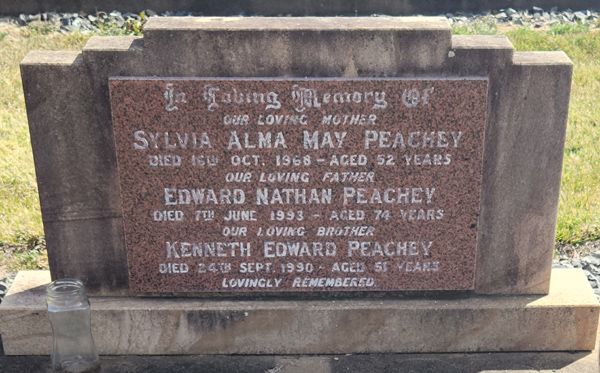 In Loving Memory Of
OUR LOVING MOTHER
SYLVIA ALMA MAY PEACHEY
DIED 16TH OCT. 1968 - AGED 52 YEARS
OUR LOVING FATHER
EDWARD NATHAN PEACHEY
DIED 7TH JUNE 1993 - AGED 74 YEARS
OUR LOVING BROTHER
KENNETH EDWARD PEACHEY
DIED 24TH SEPT. 1990 - AGED 51 YEARS
LOVINGLY REMEMBERED.